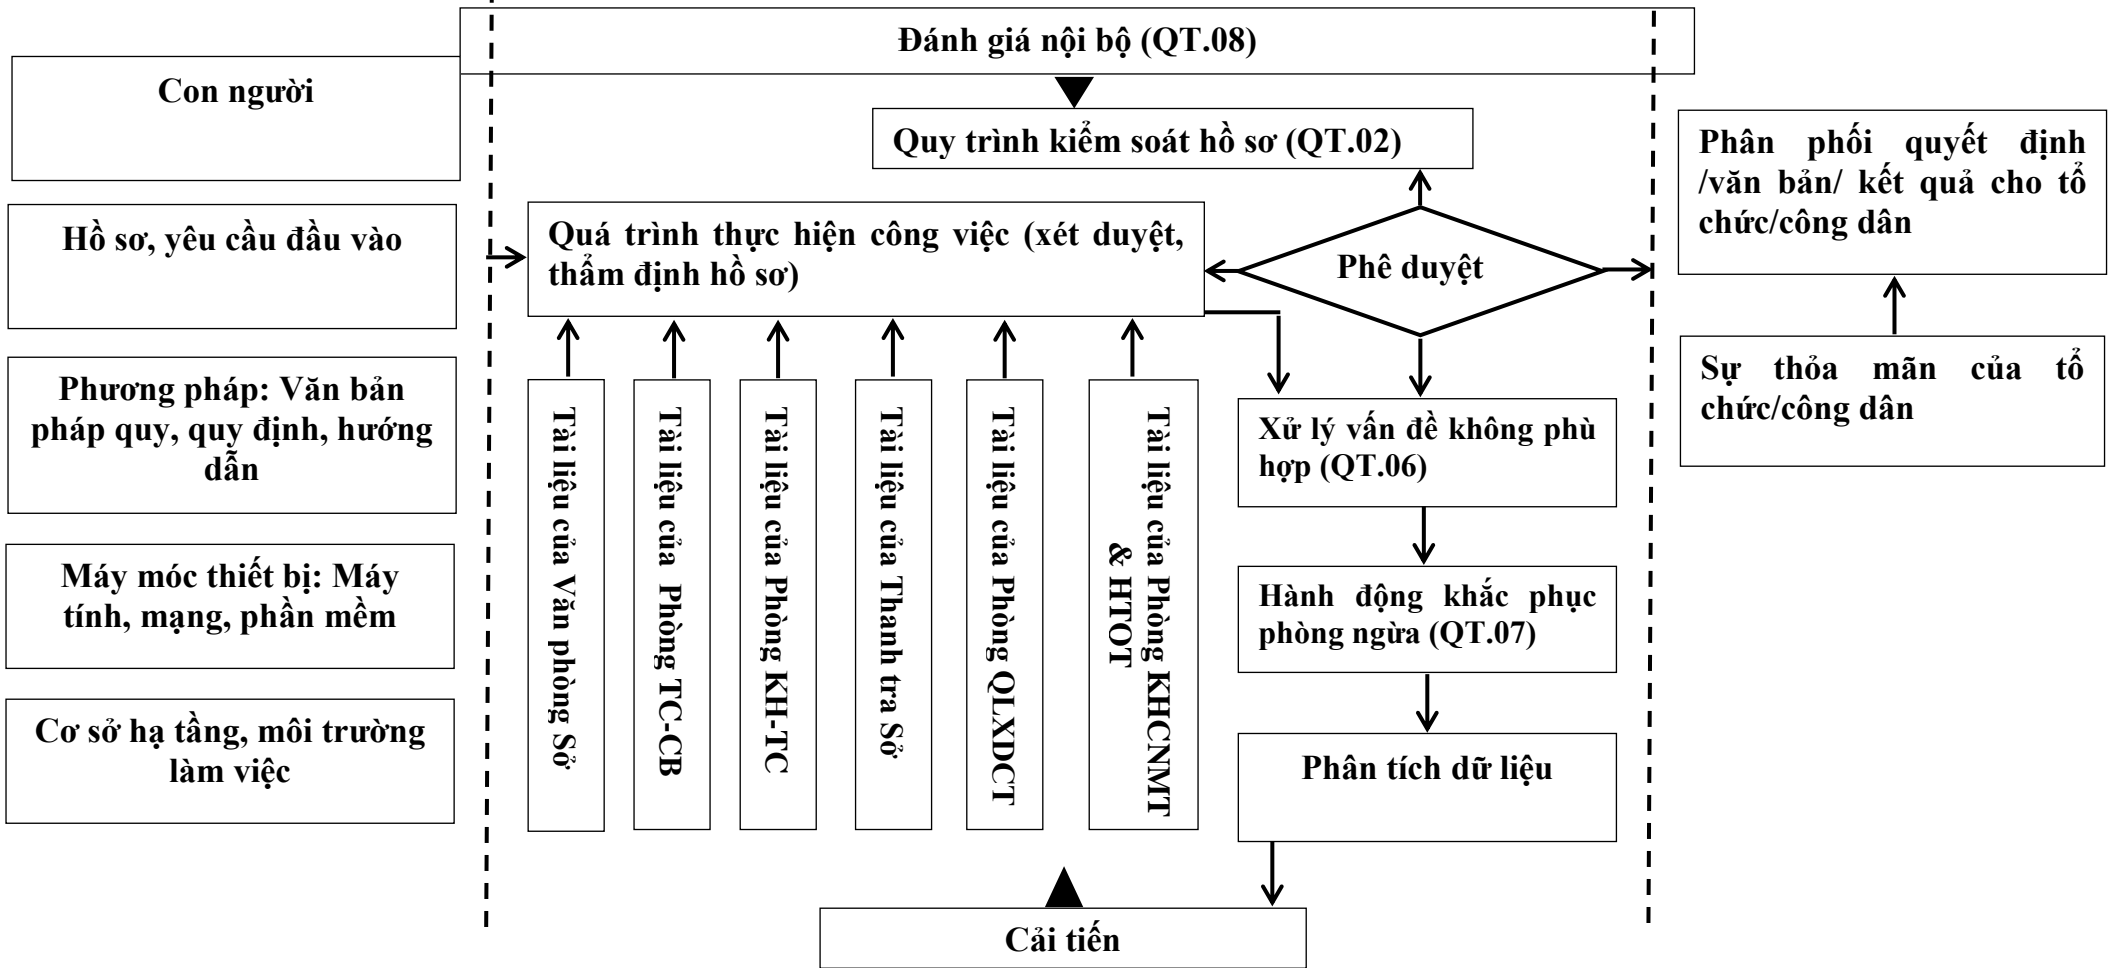 Đánh giá nội bộ (QT.08)
Con người
Hồ sơ, yêu cầu đầu vào
Phương pháp: Văn bản
pháp quy, quy định, hướng
dẫn
Máy móc thiết bị: Máy
tính, mạng, phần mềm
Cơ sở hạ tầng, môi trường
làm việc
Quy trình kiểm soát hồ sơ (QT.02)
Quá trình thực hiện công việc (xét duyệt,
thẩm định hồ sơ)
Phê duyệt
Tài liệu của Văn phòng Sở
Tài liệu của Phòng TC-CB
Tài liệu của Phòng KH-TC
Tài liệu của Thanh tra Sở
Tài liệu của Phòng QLXDCT
Tài liệu của Phòng KHCNMT
& HTQT
Xử lý vấn đề không phù
hợp (QT.06)
Hành động khắc phục
phòng ngừa (QT.07)
Phân tích dữ liệu
Cải tiến
Phân phối quyết định
/văn bản/ kết quả cho tổ
chức/công dân
Sự thỏa mãn của tổ
chức/công dân